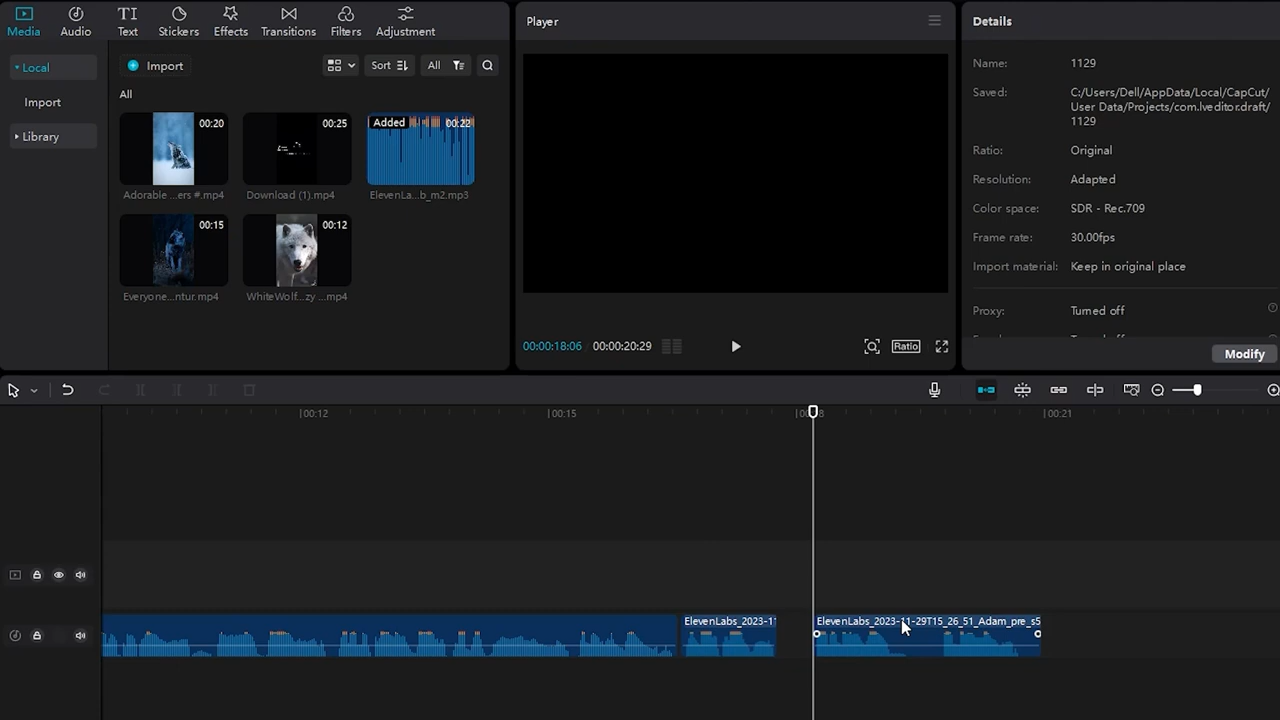 Media
Audio
Text
Stickers
Effects
Transitions
Filters
Adjustment
Local
Import
Library
Import
Sort
All
All
00:20
Adorable ...ers #.mp4
00:25
Download (1).mp4
Added
00:22
ElevenLa...b_m2.mp3
00:15
Everyone...ntur.mp4
00:12
WhiteWolf...zy ...mp4
Player
00:00:18:06
00:00:20:29
Ratio
Details
Name: 1129
Saved: C:/Users/Dell/AppData/Local/CapCut/
User Data/Projects/com.lveditor.draft/
1129
Ratio: Original
Resolution: Adapted
Color space: SDR - Rec.709
Frame rate: 30.00fps
Import material: Keep in original place
Proxy: Turned off
Modify
00:12
00:15
00:21
ElevenLabs_2023-11
ElevenLabs_2023-11-29T15_26_51_Adam_pre_s5